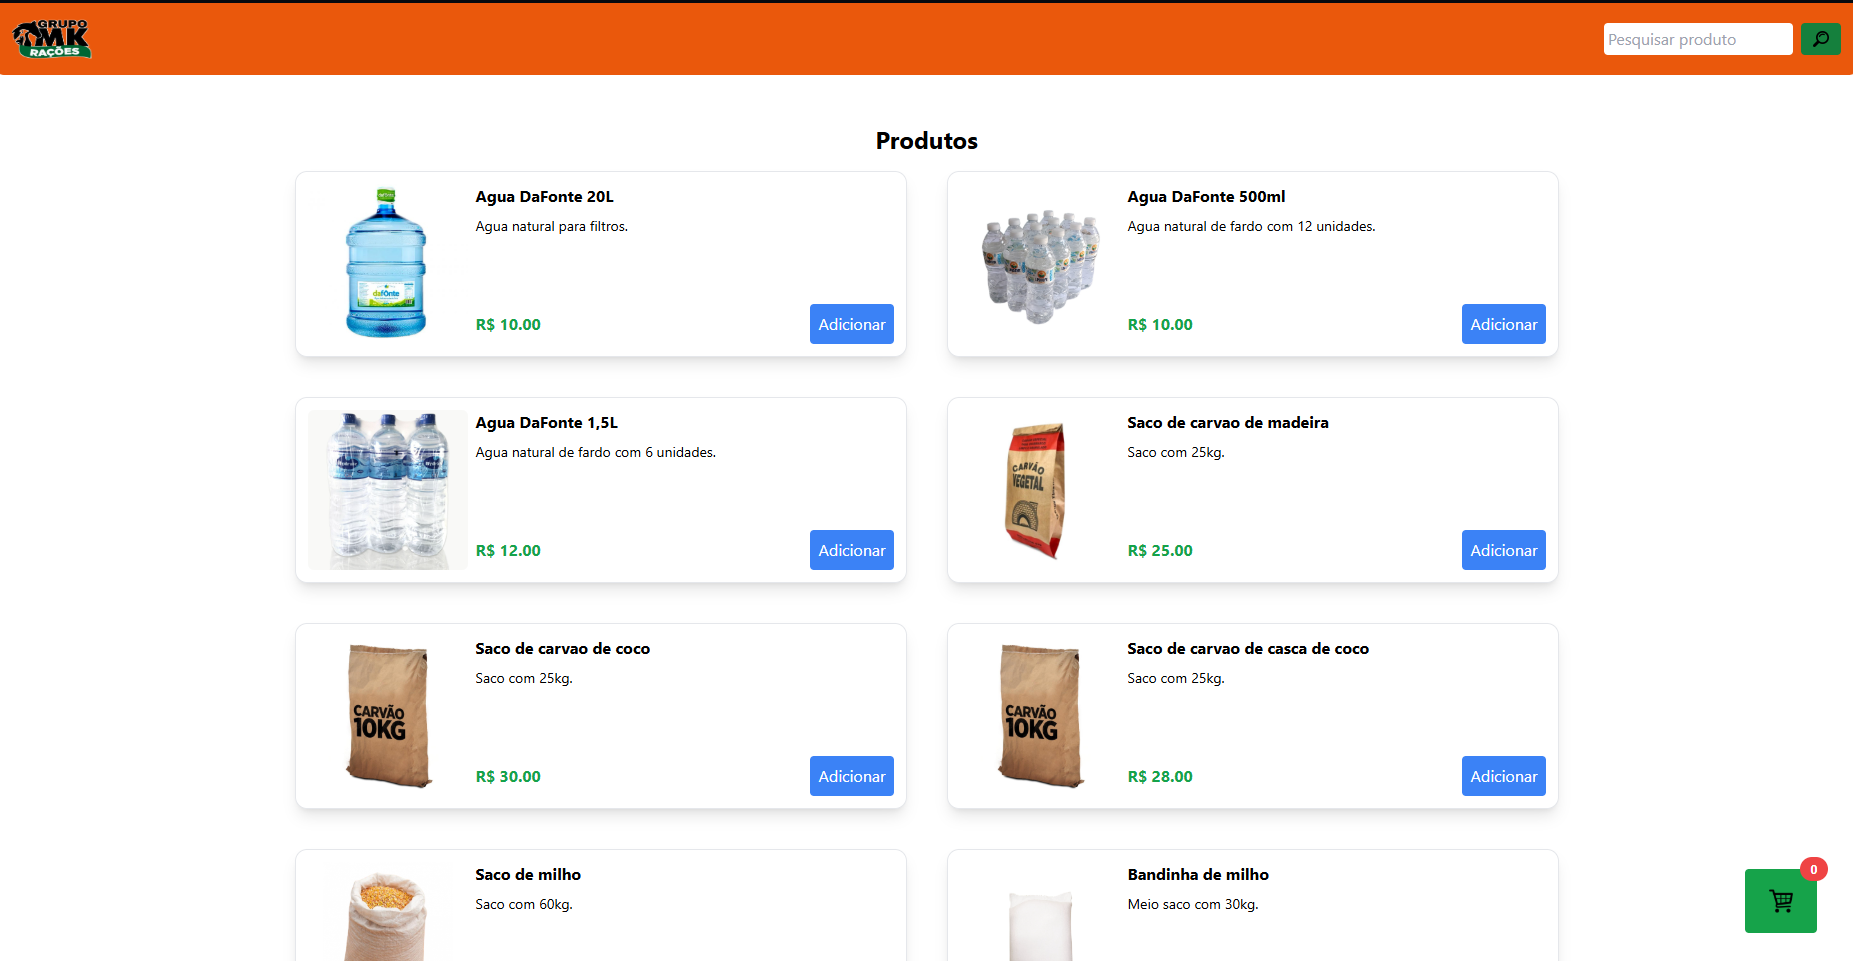 GRUPO
MK
RAÇÕES
Pesquisar produto
Produtos
Agua DaFonte 20L
Agua natural para filtros.
dafOnte
R$ 10.00
Adicionar
Agua DaFonte 500ml
Agua natural de fardo com 12 unidades.
R$ 10.00
Adicionar
Agua DaFonte 1,5L
Agua natural de fardo com 6 unidades.
R$ 12.00
Adicionar
Saco de carvao de madeira
Saco com 25kg.
CARVÃO
VEGETAL
R$ 25.00
Adicionar
Saco de carvao de coco
Saco com 25kg.
CARVÃO
10KG
R$ 30.00
Adicionar
Saco de carvao de casca de coco
Saco com 25kg.
CARVÃO
10KG
R$ 28.00
Adicionar
Saco de milho
Saco com 60kg.
Bandinha de milho
Meio saco com 30kg.
0